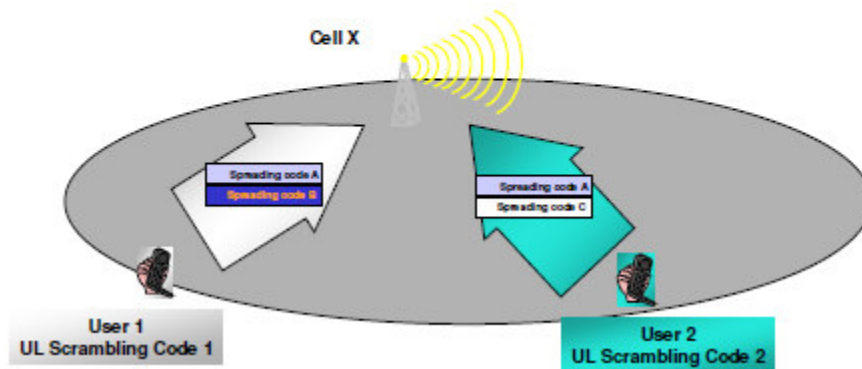 Cell X
Spreading code A
Spreading code B
Spreading code A
Spreading code C
User 1
UL Scrambling Code 1
User 2
UL Scrambling Code 2